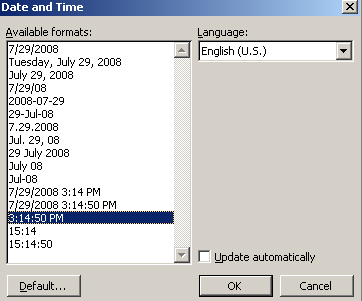 Date and Time
Available formats:
Language:
7/29/2008
Tuesday, July 29, 2008
July 29, 2008
7/29/08
2008-07-29
29-Jul-08
7.29.2008
Jul. 29, 08
29 July 2008
July 08
Jul-08
7/29/2008 3:14 PM
7/29/2008 3:14:50 PM
3:14:50 PM
15:14
15:14:50
English (U.S.)
Update automatically
Default...
OK
Cancel